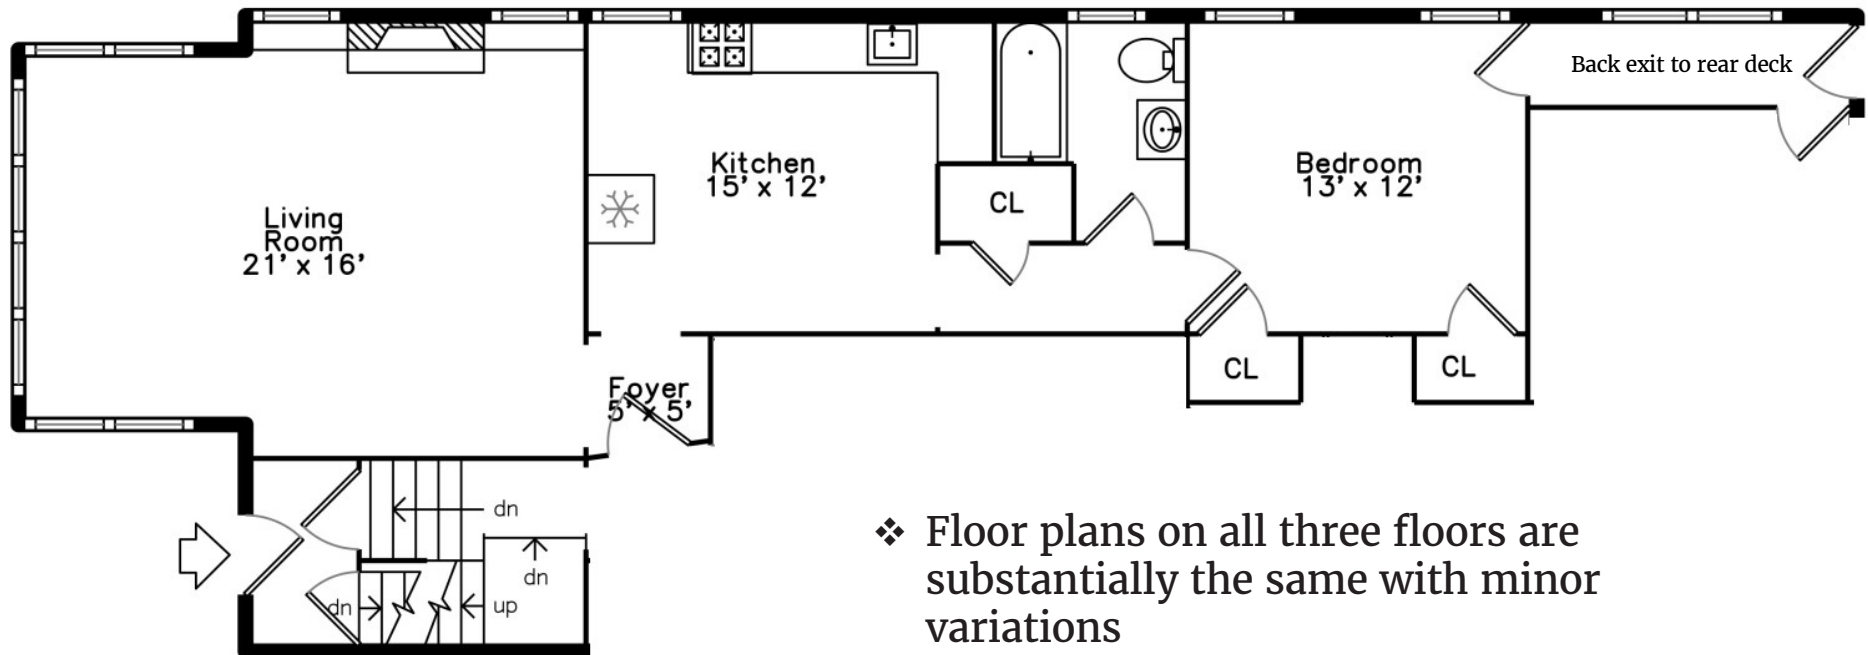 Back exit to rear deck
Kitchen
15' x 12'
CL
Bedroom
13' x 12'
Living
Room
21' x 16'
CL
CL
Foyer
5' x 5'
dn
dn
dn
up
❖ Floor plans on all three floors are
substantially the same with minor
variations